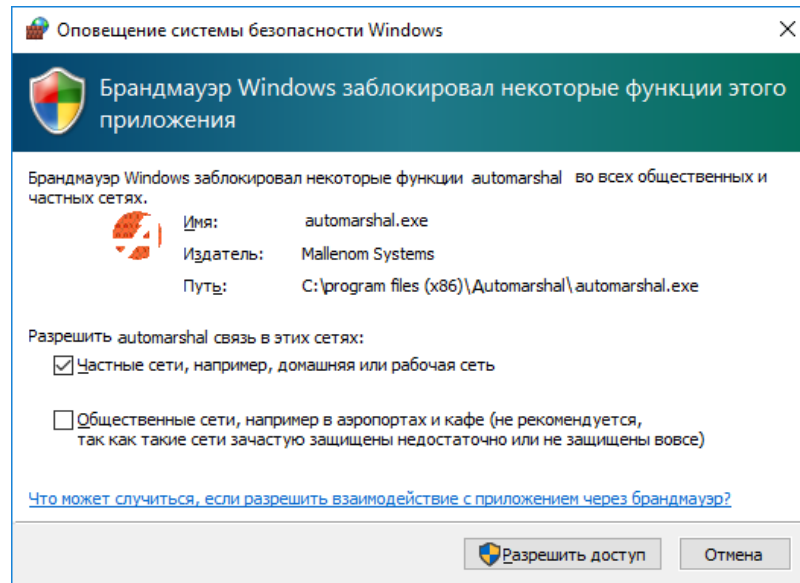 Оповещение системы безопасности Windows
Брандмауэр Windows заблокировал некоторые функции этого
приложения
Брандмауэр Windows заблокировал некоторые функции automarshal во всех общественных и
частных сетях.
Имя: automarshal.exe
Издатель: Mallenom Systems
Путь: C:\program files (x86)\Automarshal\automarshal.exe
Разрешить automarshal связь в этих сетях:
Частные сети, например, домашняя или рабочая сеть
Общественные сети, например в аэропортах и кафе (не рекомендуется,
так как такие сети зачастую защищены недостаточно или не защищены вовсе)
Что может случиться, если разрешить взаимодействие с приложением через брандмауэр?
Разрешить доступ Отмена